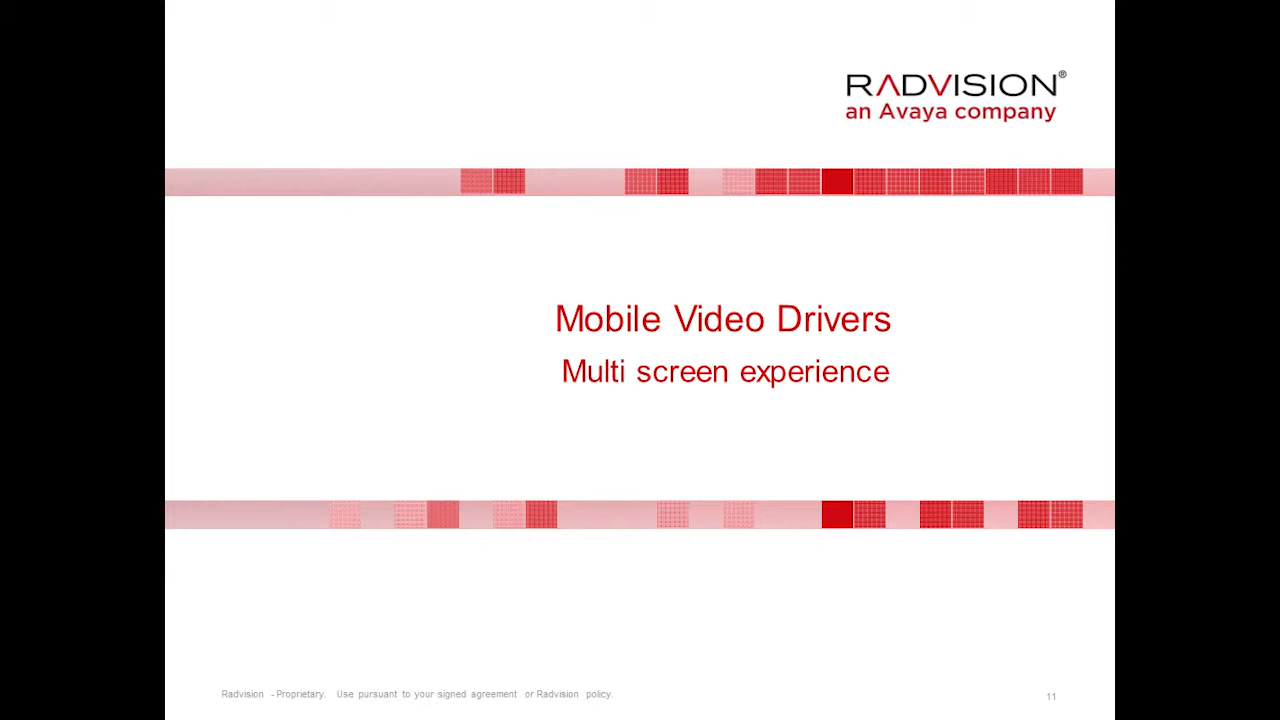 RADVISION®
an Avaya company
Mobile Video Drivers
Multi screen experience
Radvision - Proprietary. Use pursuant to your signed agreement or Radvision policy.
11